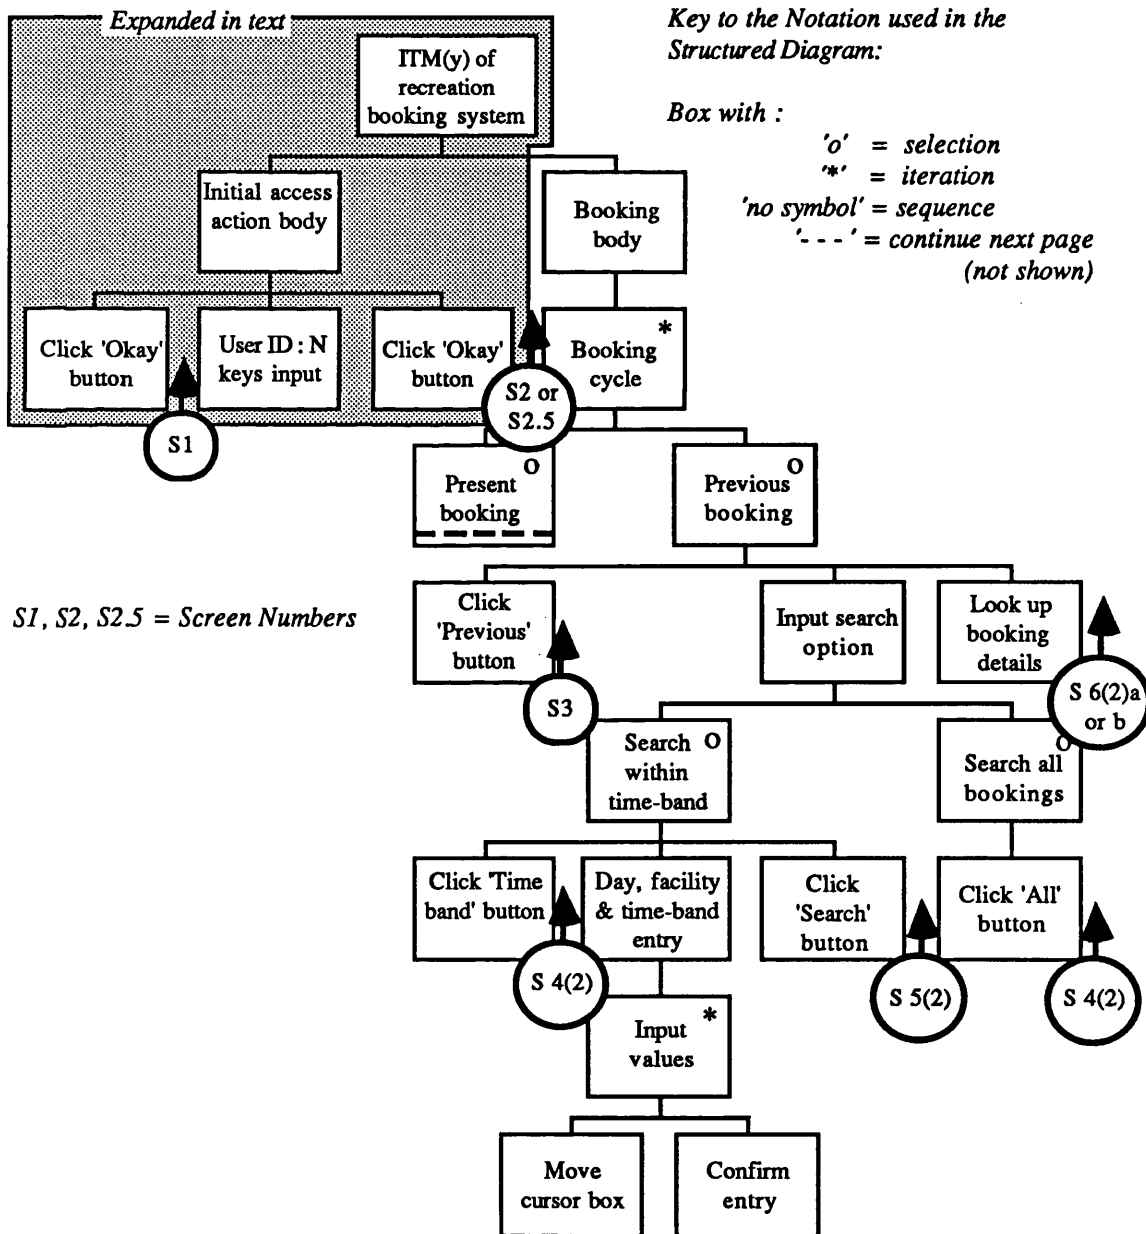 Expanded in text
Key to the Notation used in the
Structured Diagram:
Box with :
'o' = selection
'*' = iteration
'no symbol' = sequence
'- - -' = continue next page
(not shown)
ITM(y) of
recreation
booking system
Initial access
action body
Booking
body
Click 'Okay'
button
User ID : N
keys input
Click 'Okay'
button
*
Booking
cycle
S1
S2 or
S2.5
O
Present
booking
O
Previous
booking
S1, S2, S2.5 = Screen Numbers
Click
'Previous'
button
Input search
option
Look up
booking
details
S3
S 6(2)a
or b
Search O
within
time-band
O
Search all
bookings
Click 'Time
band' button
Day, facility
& time-band
entry
Click
'Search'
button
Click 'All'
button
S 4(2)
S 5(2)
S 4(2)
*
Input
values
Move
cursor box
Confirm
entry